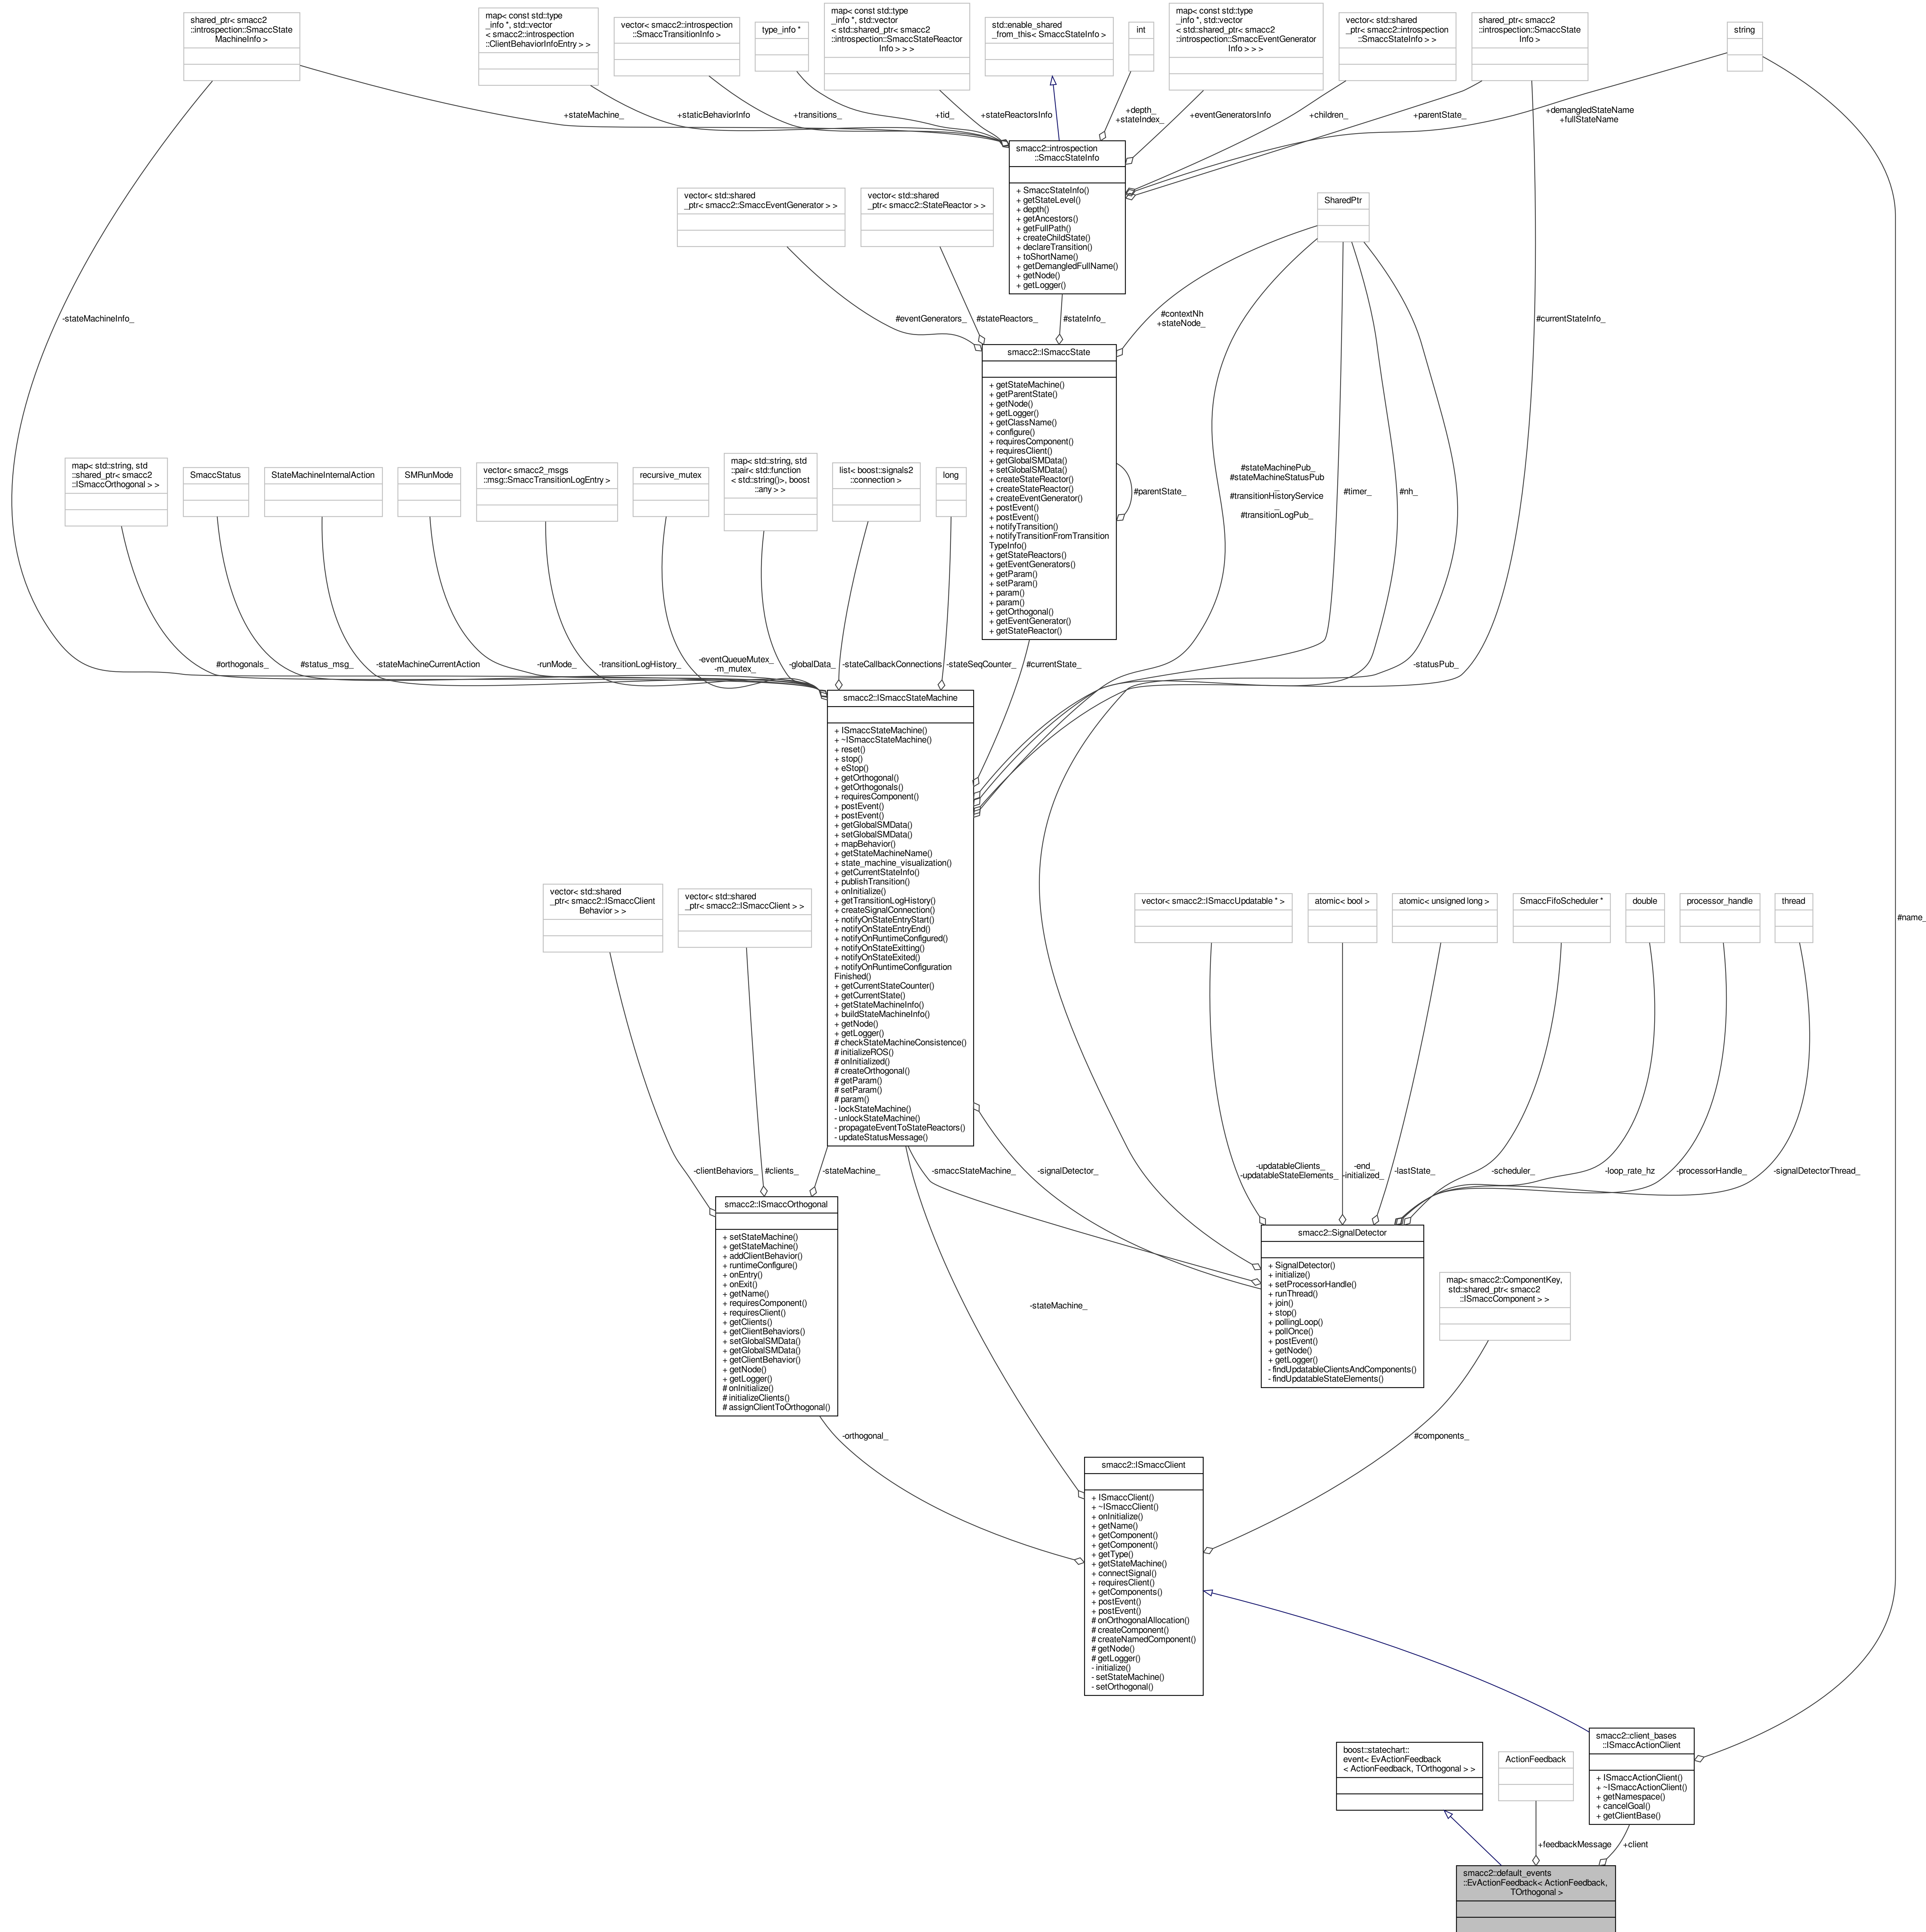 shared_ptr< smacc2
::introspection::SmaccState
MachineInfo >
map< const std::type
_info *, std::vector
< smacc2::introspection
::ClientBehaviorInfoEntry > >
vector< smacc2::introspection
::SmaccTransitionInfo >
type_info *
map< const std::type
_info *, std::vector
< std::shared_ptr< smacc2
::introspection::SmaccStateReactor
Info > > >
std::enable_shared
_from_this< SmaccStateInfo >
int
map< const std::type
_info *, std::vector
< std::shared_ptr< smacc2
::introspection::SmaccEventGenerator
Info > > >
vector< std::shared
_ptr< smacc2::introspection
::SmaccStateInfo > >
shared_ptr< smacc2
::introspection::SmaccState
Info >
string
+stateMachine_
+staticBehaviorInfo
+transitions_
+tid_
+stateReactorsInfo
+depth_
+stateIndex_
+eventGeneratorsInfo
+children_
+parentState_
+demangledStateName
+fullStateName
smacc2::introspection
::SmaccStateInfo
+ SmaccStateInfo()
+ getStateLevel()
+ depth()
+ getAncestors()
+ getFullPath()
+ createChildState()
+ declareTransition()
+ toShortName()
+ getDemangledFullName()
+ getNode()
+ getLogger()
vector< std::shared
_ptr< smacc2::SmaccEventGenerator > >
vector< std::shared
_ptr< smacc2::StateReactor > >
SharedPtr
-stateMachineInfo_
#eventGenerators_
#stateReactors_
#stateInfo_
#contextNh
+stateNode_
#currentStateInfo_
smacc2::ISmaccState
+ getStateMachine()
+ getParentState()
+ getNode()
+ getLogger()
+ getClassName()
+ configure()
+ requiresComponent()
+ requiresClient()
+ getGlobalSMData()
+ setGlobalSMData()
+ createStateReactor()
+ createStateReactor()
+ createEventGenerator()
+ postEvent()
+ postEvent()
+ notifyTransition()
+ notifyTransitionFromTransition
TypeInfo()
+ getStateReactors()
+ getEventGenerators()
+ getParam()
+ setParam()
+ param()
+ param()
+ getOrthogonal()
+ getEventGenerator()
+ getStateReactor()
#parentState_
#stateMachinePub_
#stateMachineStatusPub
_
#transitionHistoryService
_
#transitionLogPub_
#timer_
#nh_
map< std::string, std
::shared_ptr< smacc2
::ISmaccOrthogonal > >
SmaccStatus
StateMachineInternalAction
SMRunMode
vector< smacc2_msgs
::msg::SmaccTransitionLogEntry >
recursive_mutex
map< std::string, std
::pair< std::function
< std::string()>, boost
::any > >
list< boost::signals2
::connection >
long
#orthogonals_
#status_msg_
-stateMachineCurrentAction
-runMode_
-transitionLogHistory_
-eventQueueMutex_
-m_mutex_
-globalData_
-stateCallbackConnections
-stateSeqCounter_
#currentState_
-statusPub_
smacc2::ISmaccStateMachine
+ ISmaccStateMachine()
+ ~ISmaccStateMachine()
+ reset()
+ stop()
+ eStop()
+ getOrthogonal()
+ getOrthogonals()
+ requiresComponent()
+ postEvent()
+ postEvent()
+ getGlobalSMData()
+ setGlobalSMData()
+ mapBehavior()
+ getStateMachineName()
+ state_machine_visualization()
+ getCurrentStateInfo()
+ publishTransition()
+ onInitialize()
+ getTransitionLogHistory()
+ createSignalConnection()
+ notifyOnStateEntryStart()
+ notifyOnStateEntryEnd()
+ notifyOnRuntimeConfigured()
+ notifyOnStateExitting()
+ notifyOnStateExited()
+ notifyOnRuntimeConfiguration
Finished()
+ getCurrentStateCounter()
+ getCurrentState()
+ getStateMachineInfo()
+ buildStateMachineInfo()
+ getNode()
+ getLogger()
# checkStateMachineConsistence()
# initializeROS()
# onInitialized()
# createOrthogonal()
# getParam()
# setParam()
# param()
- lockStateMachine()
- unlockStateMachine()
- propagateEventToStateReactors()
- updateStatusMessage()
vector< std::shared
_ptr< smacc2::ISmaccClient
Behavior > >
vector< std::shared
_ptr< smacc2::ISmaccClient > >
vector< smacc2::ISmaccUpdatable * >
atomic< bool >
atomic< unsigned long >
SmaccFifoScheduler *
double
processor_handle
thread
#name_
-clientBehaviors_
#clients_
-stateMachine_
-smaccStateMachine_
-signalDetector_
-updatableClients_
-updatableStateElements_
-end_
-initialized_
-lastState_
-scheduler_
-loop_rate_hz
-processorHandle_
-signalDetectorThread_
smacc2::ISmaccOrthogonal
+ setStateMachine()
+ getStateMachine()
+ addClientBehavior()
+ runtimeConfigure()
+ onEntry()
+ onExit()
+ getName()
+ requiresComponent()
+ requiresClient()
+ getClients()
+ getClientBehaviors()
+ setGlobalSMData()
+ getGlobalSMData()
+ getClientBehavior()
+ getNode()
+ getLogger()
# onInitialize()
# initializeClients()
# assignClientToOrthogonal()
smacc2::SignalDetector
+ SignalDetector()
+ initialize()
+ setProcessorHandle()
+ runThread()
+ join()
+ stop()
+ pollingLoop()
+ pollOnce()
+ postEvent()
+ getNode()
+ getLogger()
- findUpdatableClientsAndComponents()
- findUpdatableStateElements()
map< smacc2::ComponentKey,
std::shared_ptr< smacc2
::ISmaccComponent > >
-stateMachine_
-orthogonal_
#components_
smacc2::ISmaccClient
+ ISmaccClient()
+ ~ISmaccClient()
+ onInitialize()
+ getName()
+ getComponent()
+ getComponent()
+ getType()
+ getStateMachine()
+ connectSignal()
+ requiresClient()
+ getComponents()
+ postEvent()
+ postEvent()
# onOrthogonalAllocation()
# createComponent()
# createNamedComponent()
# getNode()
# getLogger()
- initialize()
- setStateMachine()
- setOrthogonal()
smacc2::client_bases
::ISmaccActionClient
+ ISmaccActionClient()
+ ~ISmaccActionClient()
+ getNamespace()
+ cancelGoal()
+ getClientBase()
boost::statechart::
event< EvActionFeedback
< ActionFeedback, TOrthogonal > >
ActionFeedback
+feedbackMessage
+client
smacc2::default_events
::EvActionFeedback< ActionFeedback,
TOrthogonal >